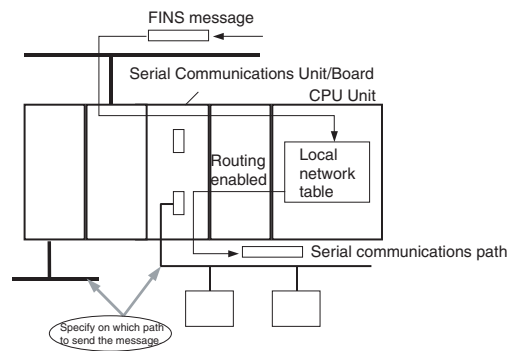 FINS message
Serial Communications Unit/Board
CPU Unit
Routing
enabled
Local
network
table
Serial communications path
Specify on which path
to send the message.